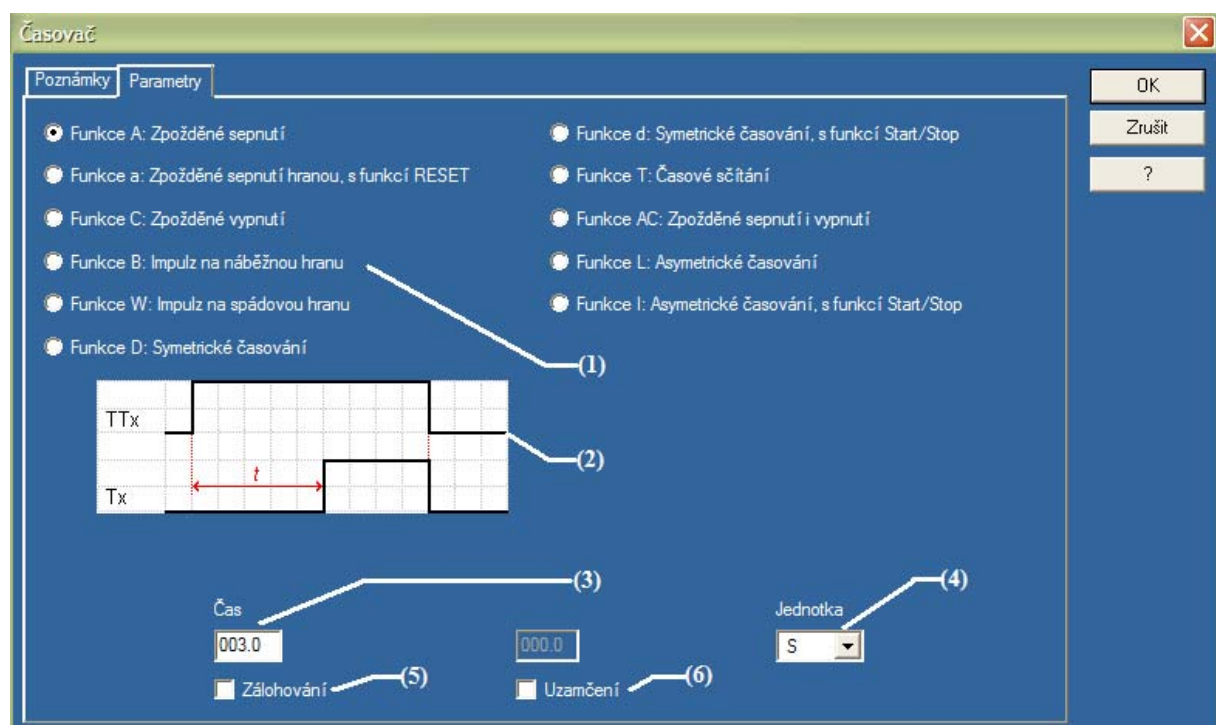 Časovač
Poznámky Parametry
OK
Zrušit
?
Funkce A: Zpožděné sepnutí
Funkce a: Zpožděné sepnutí hranou, s funkcí RESET
Funkce C: Zpožděné vypnutí
Funkce B: Impulz na náběžnou hranu
Funkce W: Impulz na spádovou hranu
Funkce D: Symetrické časování
Funkce d: Symetrické časování, s funkcí Start/Stop
Funkce T: Časové sčítání
Funkce AC: Zpožděné sepnutí i vypnutí
Funkce L: Asymetrické časování
Funkce l: Asymetrické časování, s funkcí Start/Stop
(1)
TTx
(2)
t
Tx
(3)
(4)
Čas
Jednotka
003.0
000.0
S
Zálohování
(5)
Uzamčení
(6)